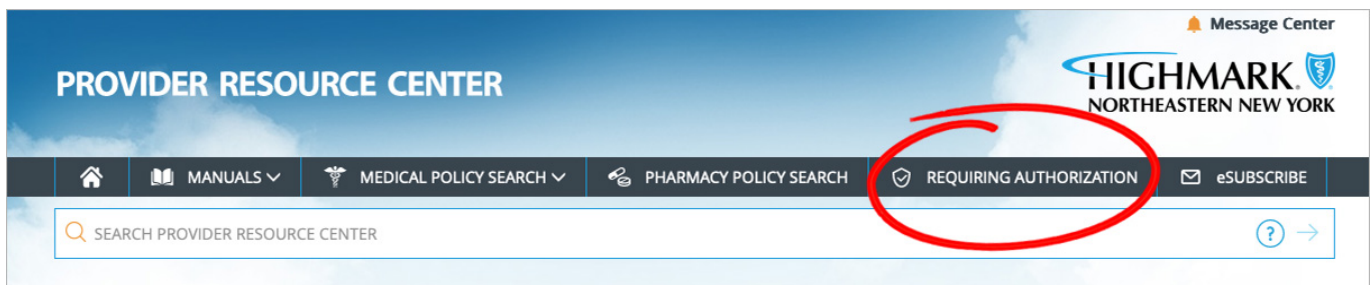 Message Center
PROVIDER RESOURCE CENTER
HIGHMARK.
NORTHEASTERN NEW YORK
MANUALS MEDICAL POLICY SEARCH PHARMACY POLICY SEARCH REQUIRING AUTHORIZATION eSUBSCRIBE
SEARCH PROVIDER RESOURCE CENTER ?